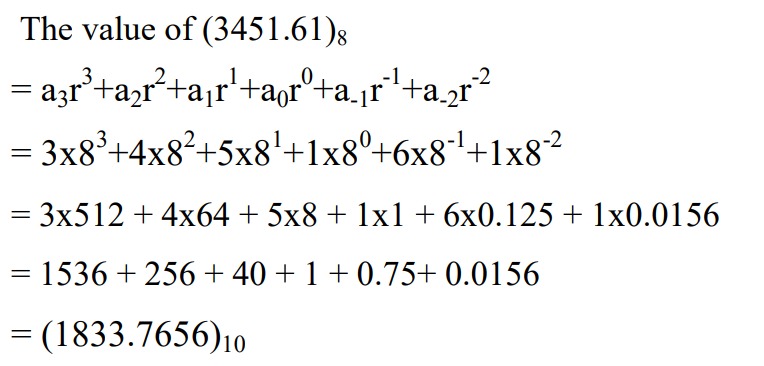 The value of (3451.61)₈
= a₃r³+a₂r²+a₁r¹+a₀r⁰+a₋₁r⁻¹+a₋₂r⁻²
= 3x8³+4x8²+5x8¹+1x8⁰+6x8⁻¹+1x8⁻²
= 3x512 + 4x64 + 5x8 + 1x1 + 6x0.125 + 1x0.0156
= 1536 + 256 + 40 + 1 + 0.75+ 0.0156
= (1833.7656)₁₀